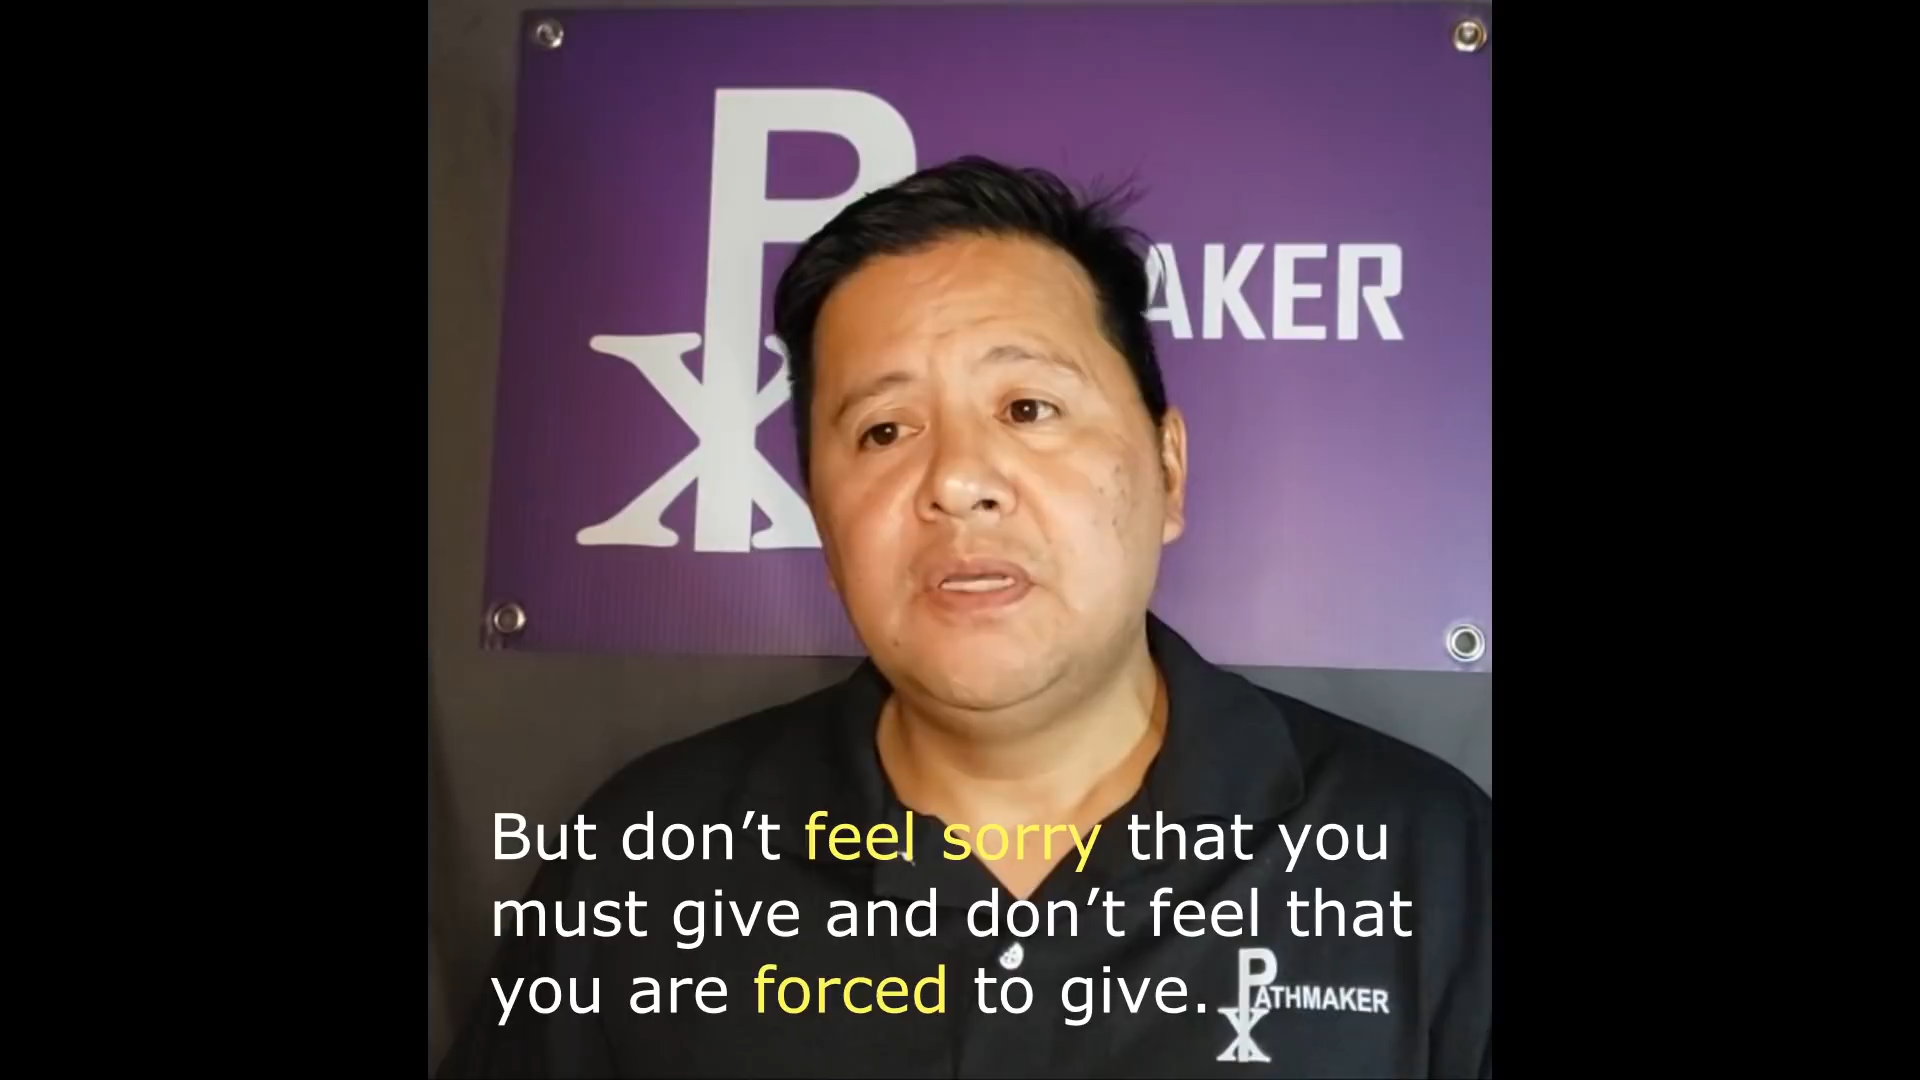 P
AKER
But don’t feel sorry that you
must give and don’t feel that
you are forced to give.
PATHMAKER